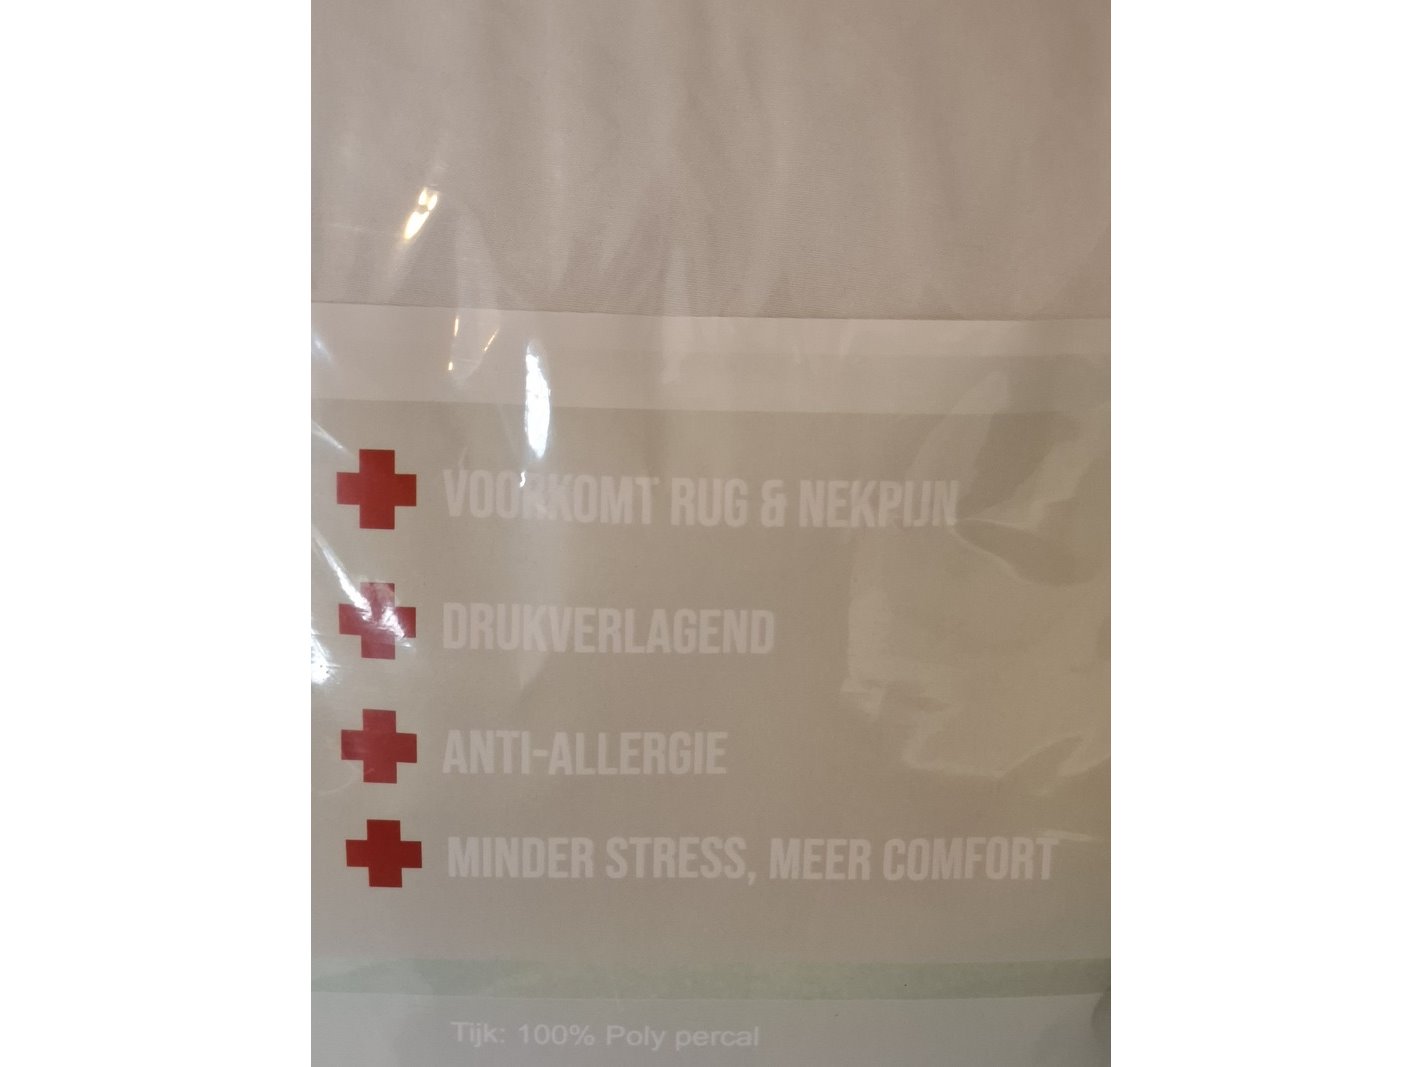 VOORKOMT RUG & NEKPIJN
DRUKVERLAGEND
ANTI-ALLERGIE
MINDER STRESS, MEER COMFORT
Tijk: 100% Poly percal